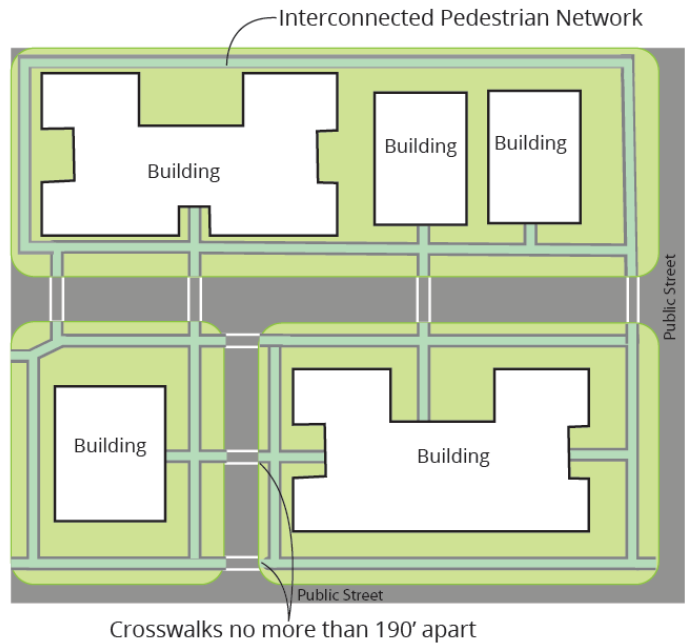 Interconnected Pedestrian Network
Building
Building
Building
Public Street
Building
Building
Public Street
Crosswalks no more than 190’ apart